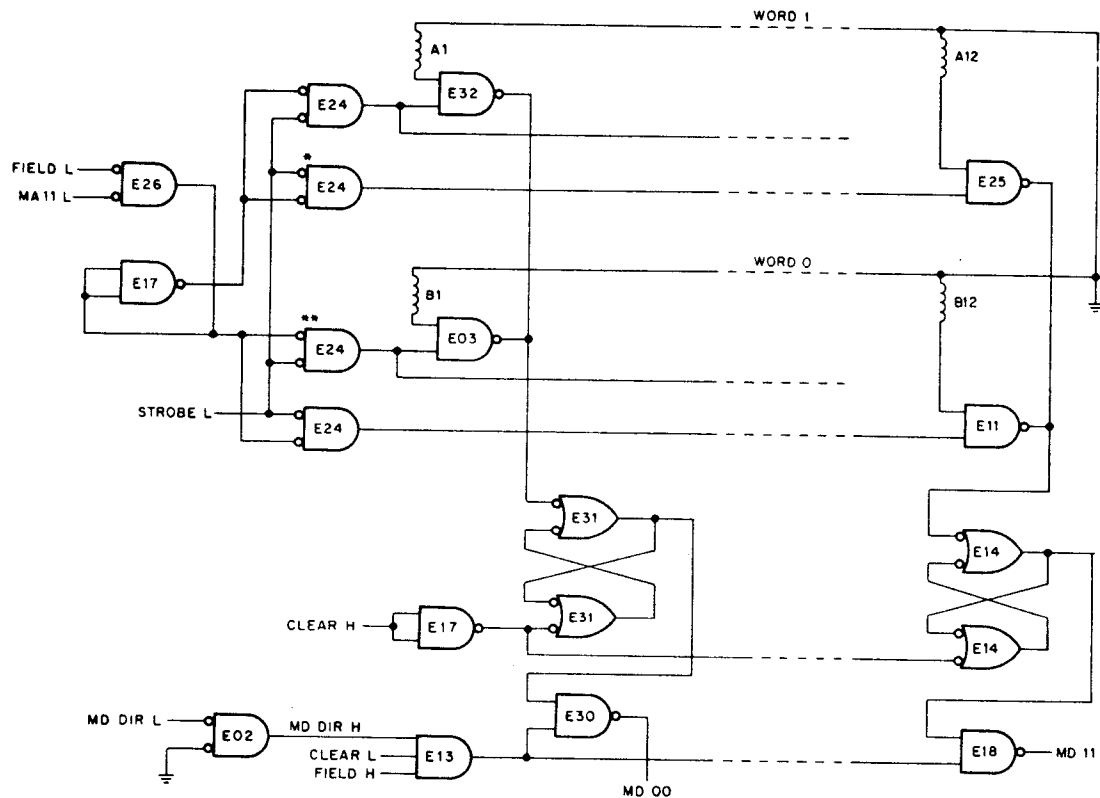 WORD 1
A1
A12
E32
E24
*
FIELD L
E26
E24
E25
MA 11 L
WORD 0
E17
B1
B12
**
E24
E03
STROBE L
E24
E11
E31
E14
CLEAR H
E17
E31
E14
MD DIR L
E02
MD DIR H
E30
CLEAR L
E13
FIELD H
E18
MD 11
MD 00